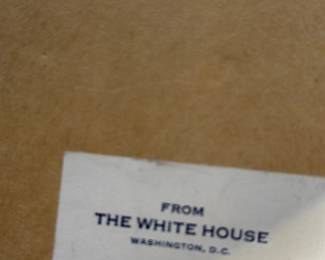 FROM
THE WHITE HOUSE
WASHINGTON, D.C.